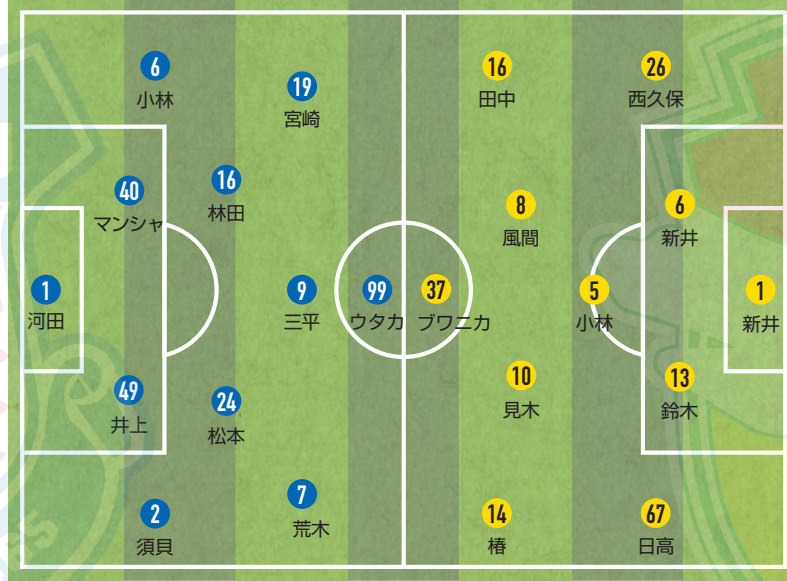 6
小林
19
宮崎
40
マンシャ
16
林田
1
河田
9
三平
99
ウタカ
49
井上
24
松本
2
須貝
7
荒木
16
田中
26
西久保
8
風間
6
新井
37
ブワニカ
5
小林
1
新井
10
見木
13
鈴木
14
椿
67
日高